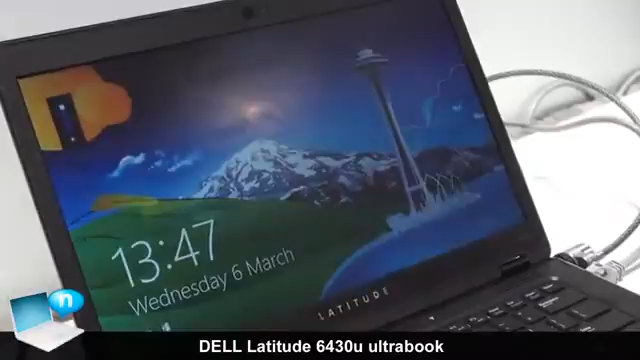 13:47
Wednesday 6 March
LATITUDE
n
DELL Latitude 6430u ultrabook